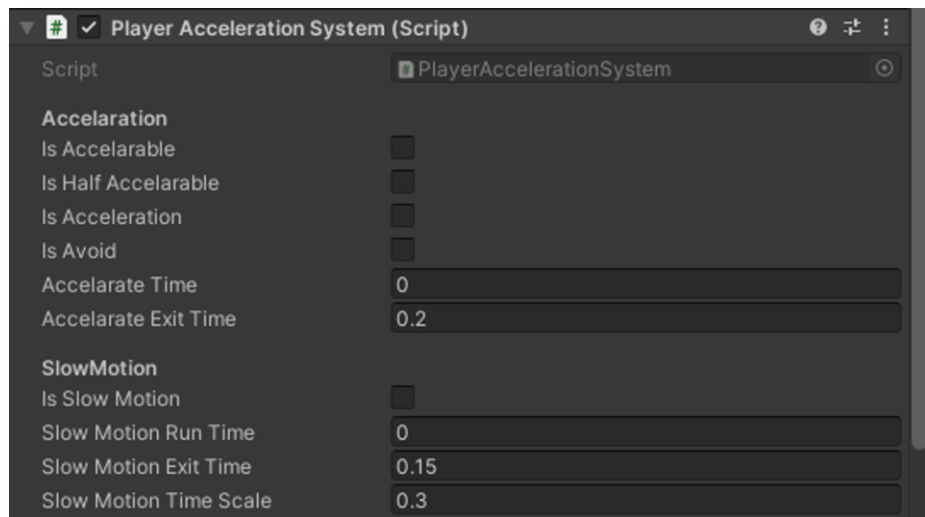 # Player Acceleration System (Script)
Script # PlayerAccelerationSystem
Accelaration
Is Accelarable
Is Half Accelarable
Is Acceleration
Is Avoid
Accelarate Time 0
Accelarate Exit Time 0.2
SlowMotion
Is Slow Motion
Slow Motion Run Time 0
Slow Motion Exit Time 0.15
Slow Motion Time Scale 0.3